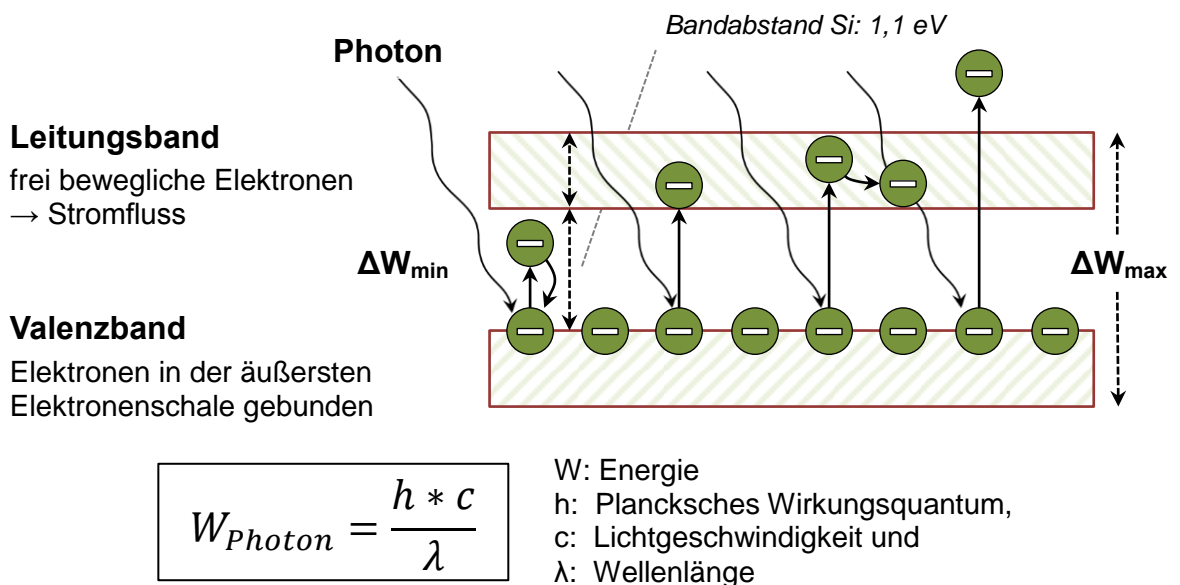 Bandabstand Si: 1,1 eV
Photon
Leitungsband
frei bewegliche Elektronen
→ Stromfluss
ΔWmin
ΔWmax
Valenzband
Elektronen in der äußersten
Elektronenschale gebunden
W_Photon = (h * c) / λ
W: Energie
h: Plancksches Wirkungsquantum,
c: Lichtgeschwindigkeit und
λ: Wellenlänge